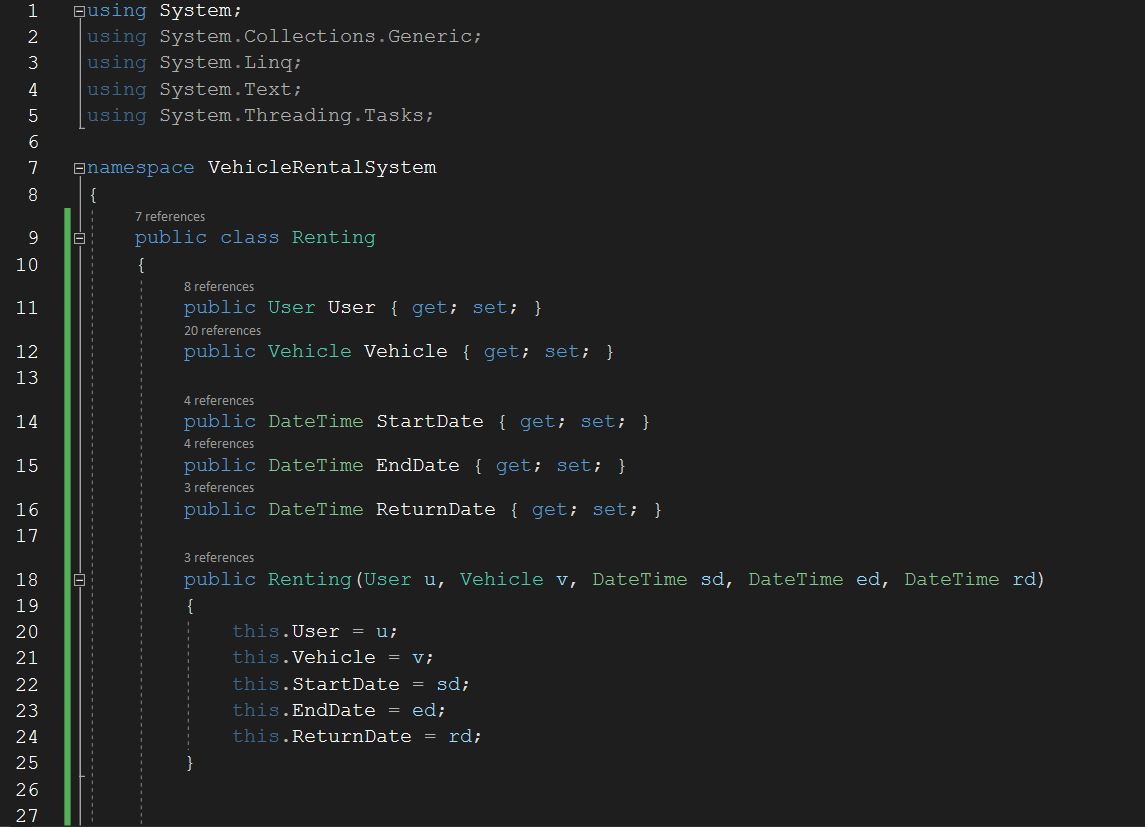 1 using System;
2 using System.Collections.Generic;
3 using System.Linq;
4 using System.Text;
5 using System.Threading.Tasks;
6
7 namespace VehicleRentalSystem
8 {
7 references
9 public class Renting
10 {
8 references
11 public User User { get; set; }
20 references
12 public Vehicle Vehicle { get; set; }
13
4 references
14 public DateTime StartDate { get; set; }
4 references
15 public DateTime EndDate { get; set; }
3 references
16 public DateTime ReturnDate { get; set; }
17
3 references
18 public Renting(User u, Vehicle v, DateTime sd, DateTime ed, DateTime rd)
19 {
20 this.User = u;
21 this.Vehicle = v;
22 this.StartDate = sd;
23 this.EndDate = ed;
24 this.ReturnDate = rd;
25 }
26
27